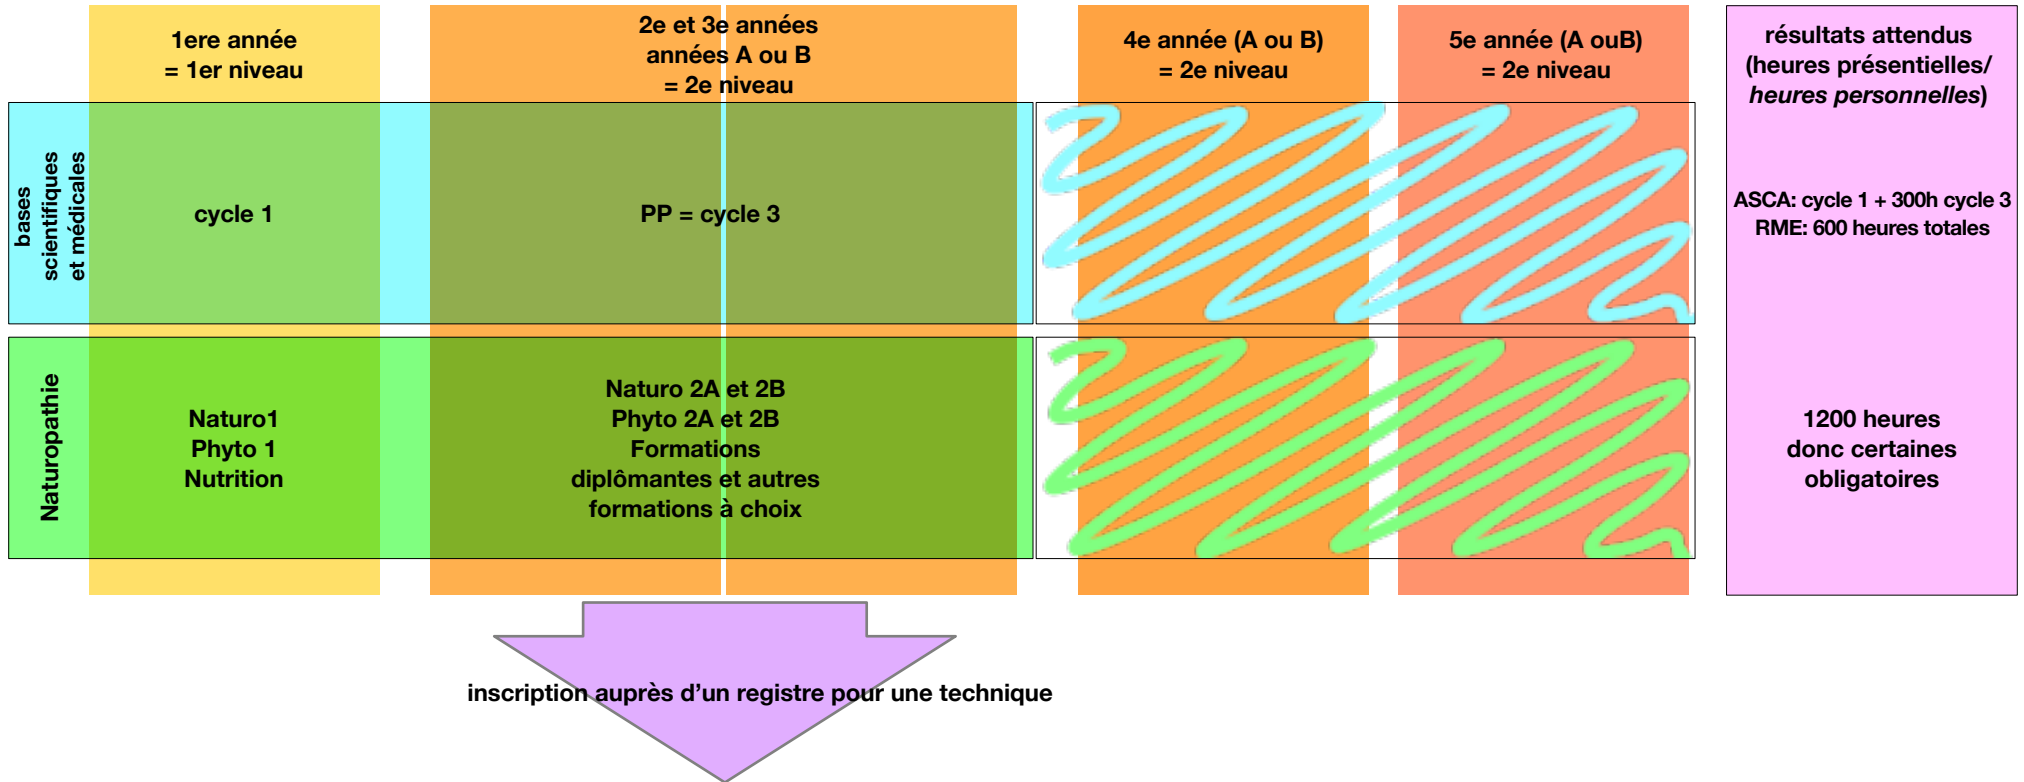 1ere année
= 1er niveau
2e et 3e années
années A ou B
= 2e niveau
4e année (A ou B)
= 2e niveau
5e année (A ouB)
= 2e niveau
résultats attendus
(heures présentielles/
heures personnelles)
bases
scientifiques
et médicales
cycle 1
PP = cycle 3
ASCA: cycle 1 + 300h cycle 3
RME: 600 heures totales
Naturopathie
Naturo1
Phyto 1
Nutrition
Naturo 2A et 2B
Phyto 2A et 2B
Formations
diplômantes et autres
formations à choix
1200 heures
donc certaines
obligatoires
inscription auprès d’un registre pour une technique